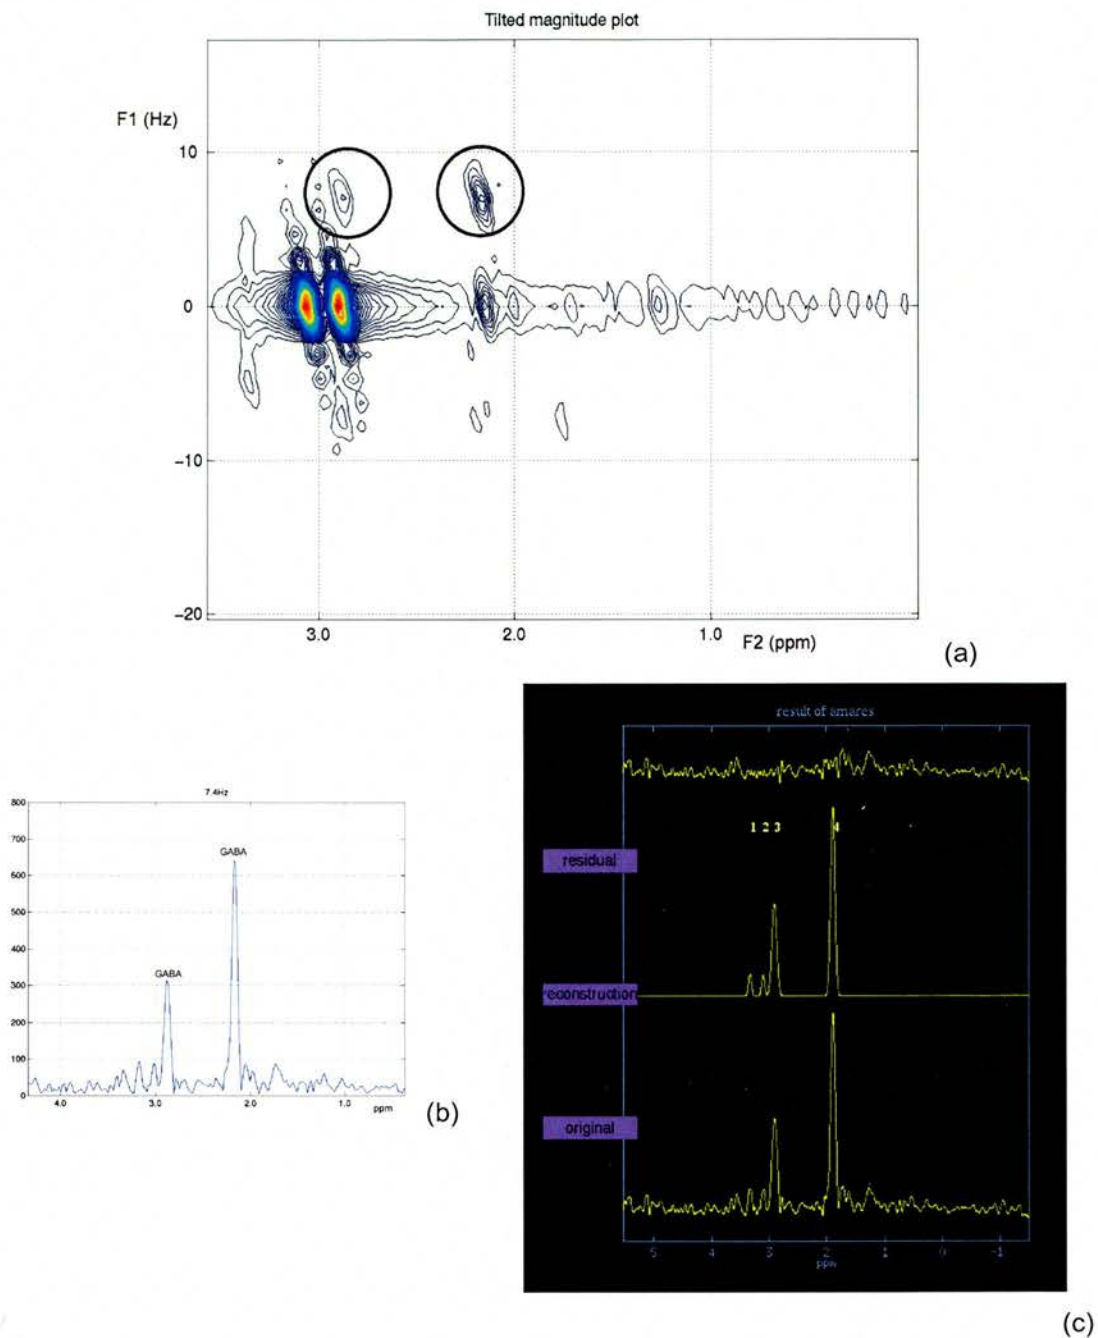 Tilted magnitude plot
F1 (Hz)
10
0
−10
−20
3.0 2.0 1.0
F2 (ppm)
(a)
7.4Hz
800
700
600
500
400
300
200
100
0
GABA
GABA
4.0 3.0 2.0 1.0
ppm
(b)
result of amares
1 2 3 4
residual
econstruction
original
5 4 3 2 1 0 -1
ppm
(c)